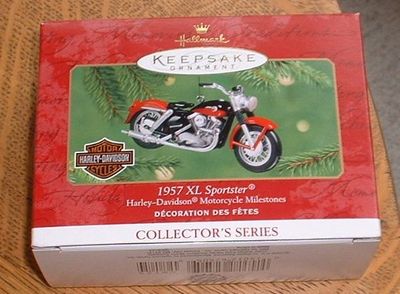 Hallmark
KEEPSAKE
ORNAMENT
MOTOR
HARLEY-DAVIDSON
CYCLES
1957 XL Sportster®
Harley-Davidson® Motorcycle Milestones
DÉCORATION DES FÊTES
COLLECTOR'S SERIES